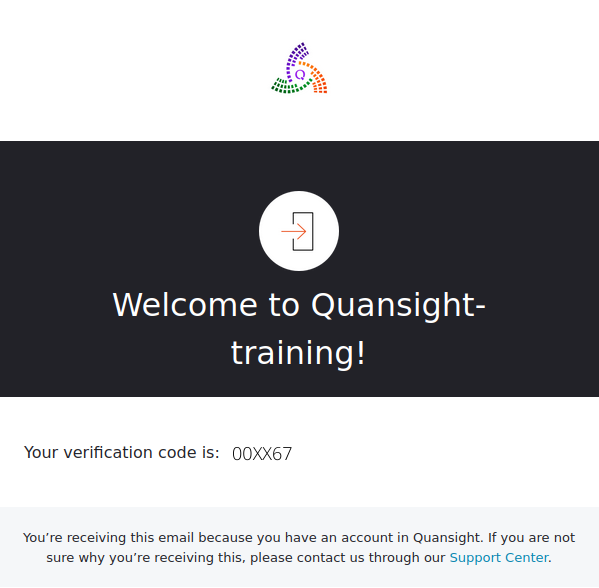 Q
Welcome to Quansight-
training!
Your verification code is: 00XX67
You’re receiving this email because you have an account in Quansight. If you are not
sure why you’re receiving this, please contact us through our Support Center.